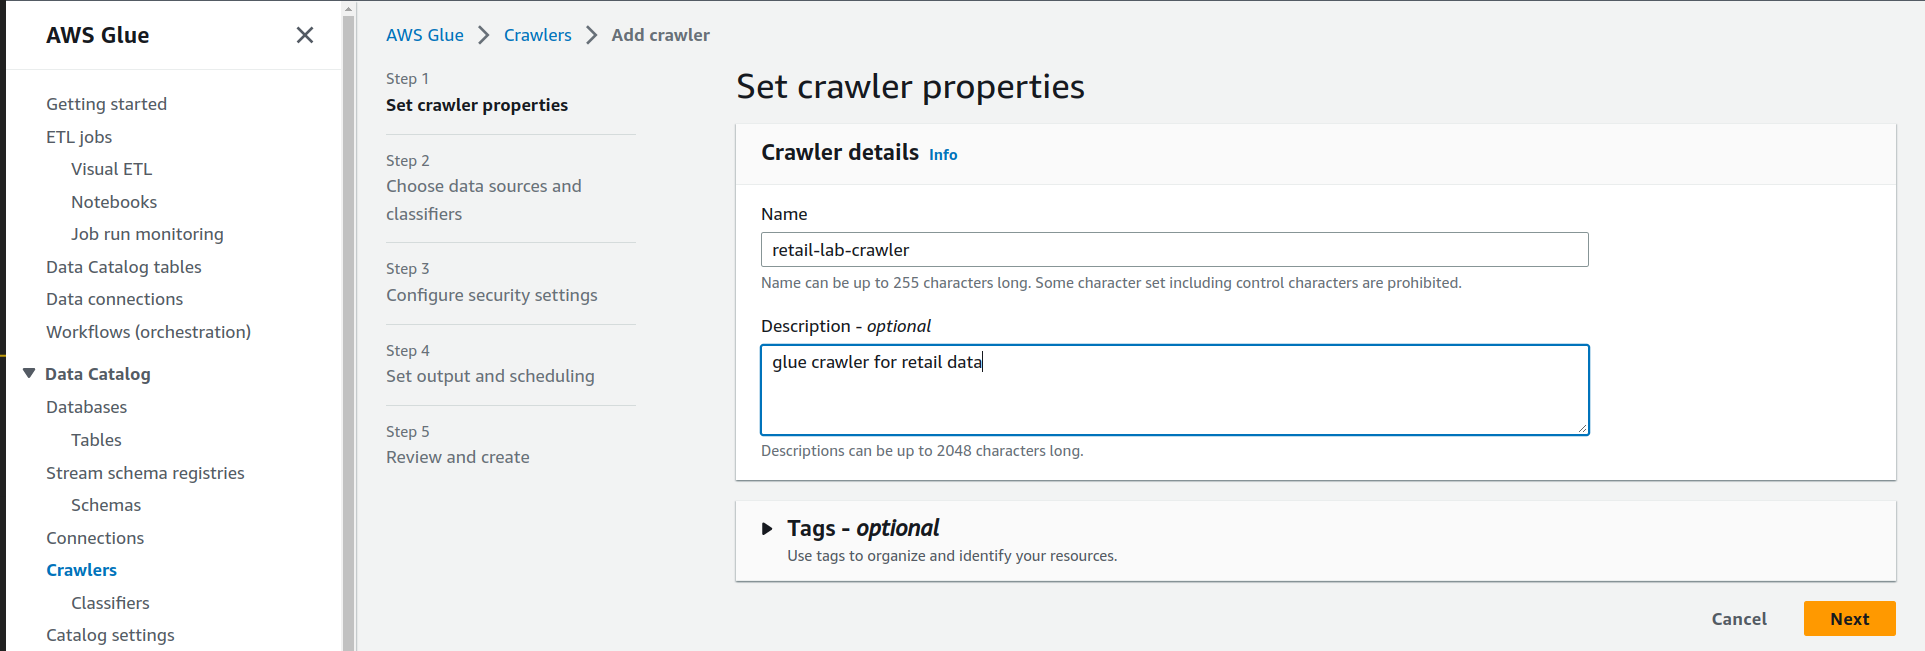 AWS Glue
Getting started
ETL jobs
Visual ETL
Notebooks
Job run monitoring
Data Catalog tables
Data connections
Workflows (orchestration)
Data Catalog
Databases
Tables
Stream schema registries
Schemas
Connections
Crawlers
Classifiers
Catalog settings
AWS Glue > Crawlers > Add crawler
Step 1
Set crawler properties
Step 2
Choose data sources and
classifiers
Step 3
Configure security settings
Step 4
Set output and scheduling
Step 5
Review and create
Set crawler properties
Crawler details Info
Name
retail-lab-crawler
Name can be up to 255 characters long. Some character set including control characters are prohibited.
Description - optional
glue crawler for retail data
Descriptions can be up to 2048 characters long.
Tags - optional
Use tags to organize and identify your resources.
Cancel Next